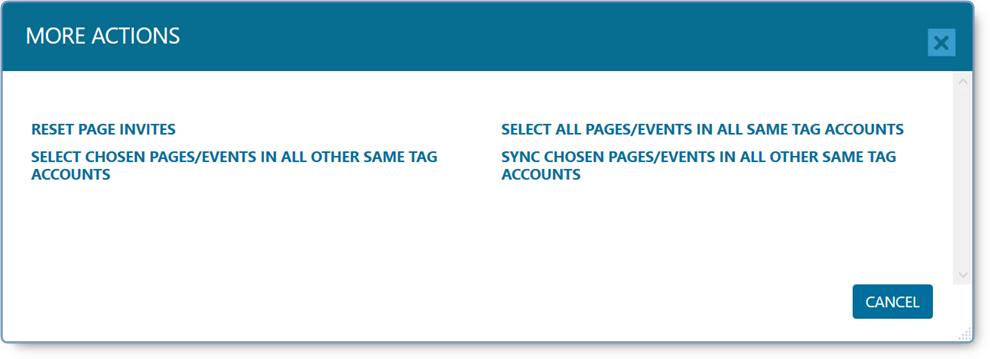 MORE ACTIONS
RESET PAGE INVITES
SELECT ALL PAGES/EVENTS IN ALL SAME TAG ACCOUNTS
SELECT CHOSEN PAGES/EVENTS IN ALL OTHER SAME TAG
ACCOUNTS
SYNC CHOSEN PAGES/EVENTS IN ALL OTHER SAME TAG
ACCOUNTS
CANCEL